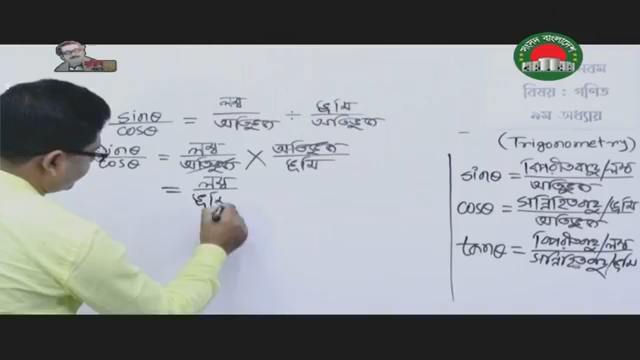 সংসদ বাংলাদেশ
বিষয় : গণিত
৯ম অধ্যায়
sinθ/cosθ = লম্ব/অতিভুজ ÷ ভূমি/অতিভুজ
sinθ/cosθ = লম্ব/অতিভুজ × অতিভুজ/ভূমি
= লম্ব/ভূমি
(Trigonometry)
sinθ = বিপরীতবাহু/লম্ব / অতিভুজ
cosθ = সন্নিহিতবাহু/ভূমি / অতিভুজ
tanθ = বিপরীতবাহু/লম্ব / সন্নিহিতবাহু/ভূমি